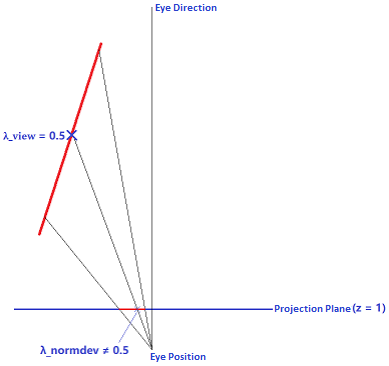 Eye Direction
λ_view = 0.5
Projection Plane (z = 1)
λ_normdev ≠ 0.5
Eye Position